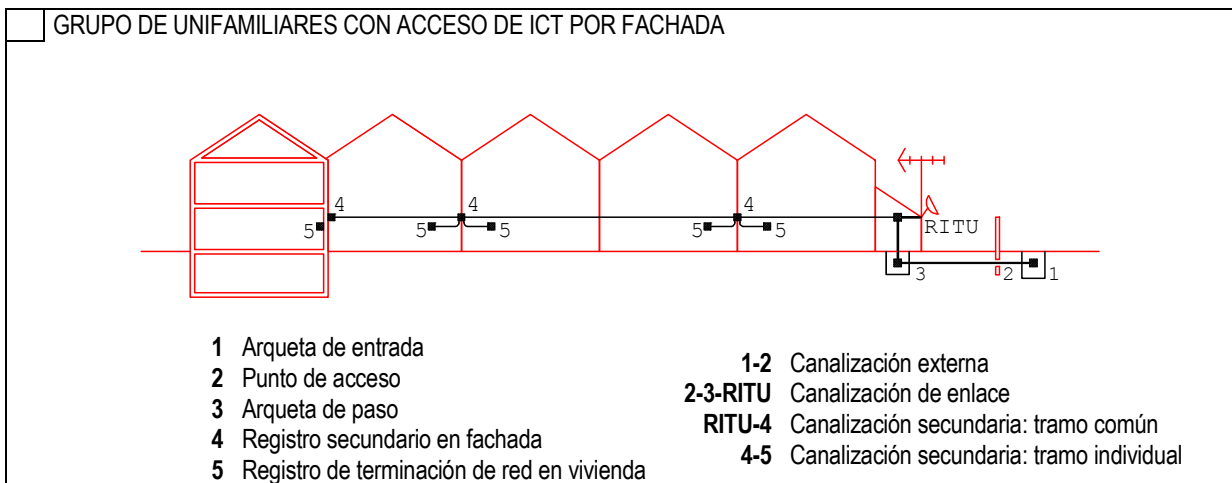 GRUPO DE UNIFAMILIARES CON ACCESO DE ICT POR FACHADA
4 4 4
5 5 5 5 5
RITU
3 2 1
1 Arqueta de entrada
2 Punto de acceso
3 Arqueta de paso
4 Registro secundario en fachada
5 Registro de terminación de red en vivienda
1-2 Canalización externa
2-3-RITU Canalización de enlace
RITU-4 Canalización secundaria: tramo común
4-5 Canalización secundaria: tramo individual